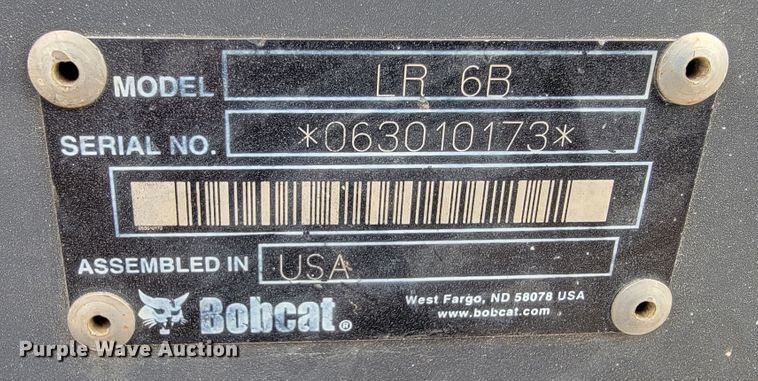 MODEL LR 6B
SERIAL NO. *063010173*
ASSEMBLED IN USA
Bobcat®
West Fargo, ND 58078 USA
www.bobcat.com
Purple Wave Auction